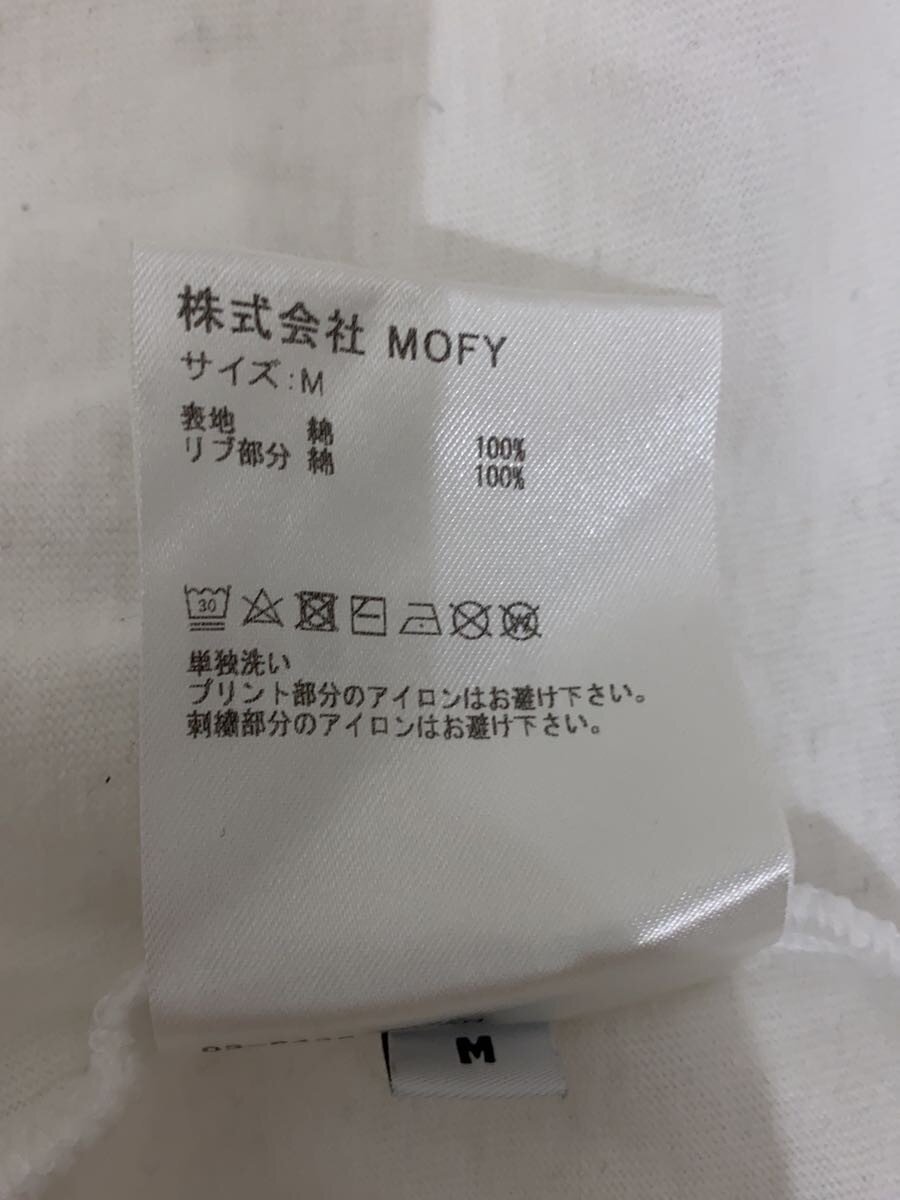 株式会社 MOFY
サイズ:M
表地 綿 100%
リブ部分 綿 100%
30
W
単独洗い
プリント部分のアイロンはお避け下さい。
刺繍部分のアイロンはお避け下さい。
M